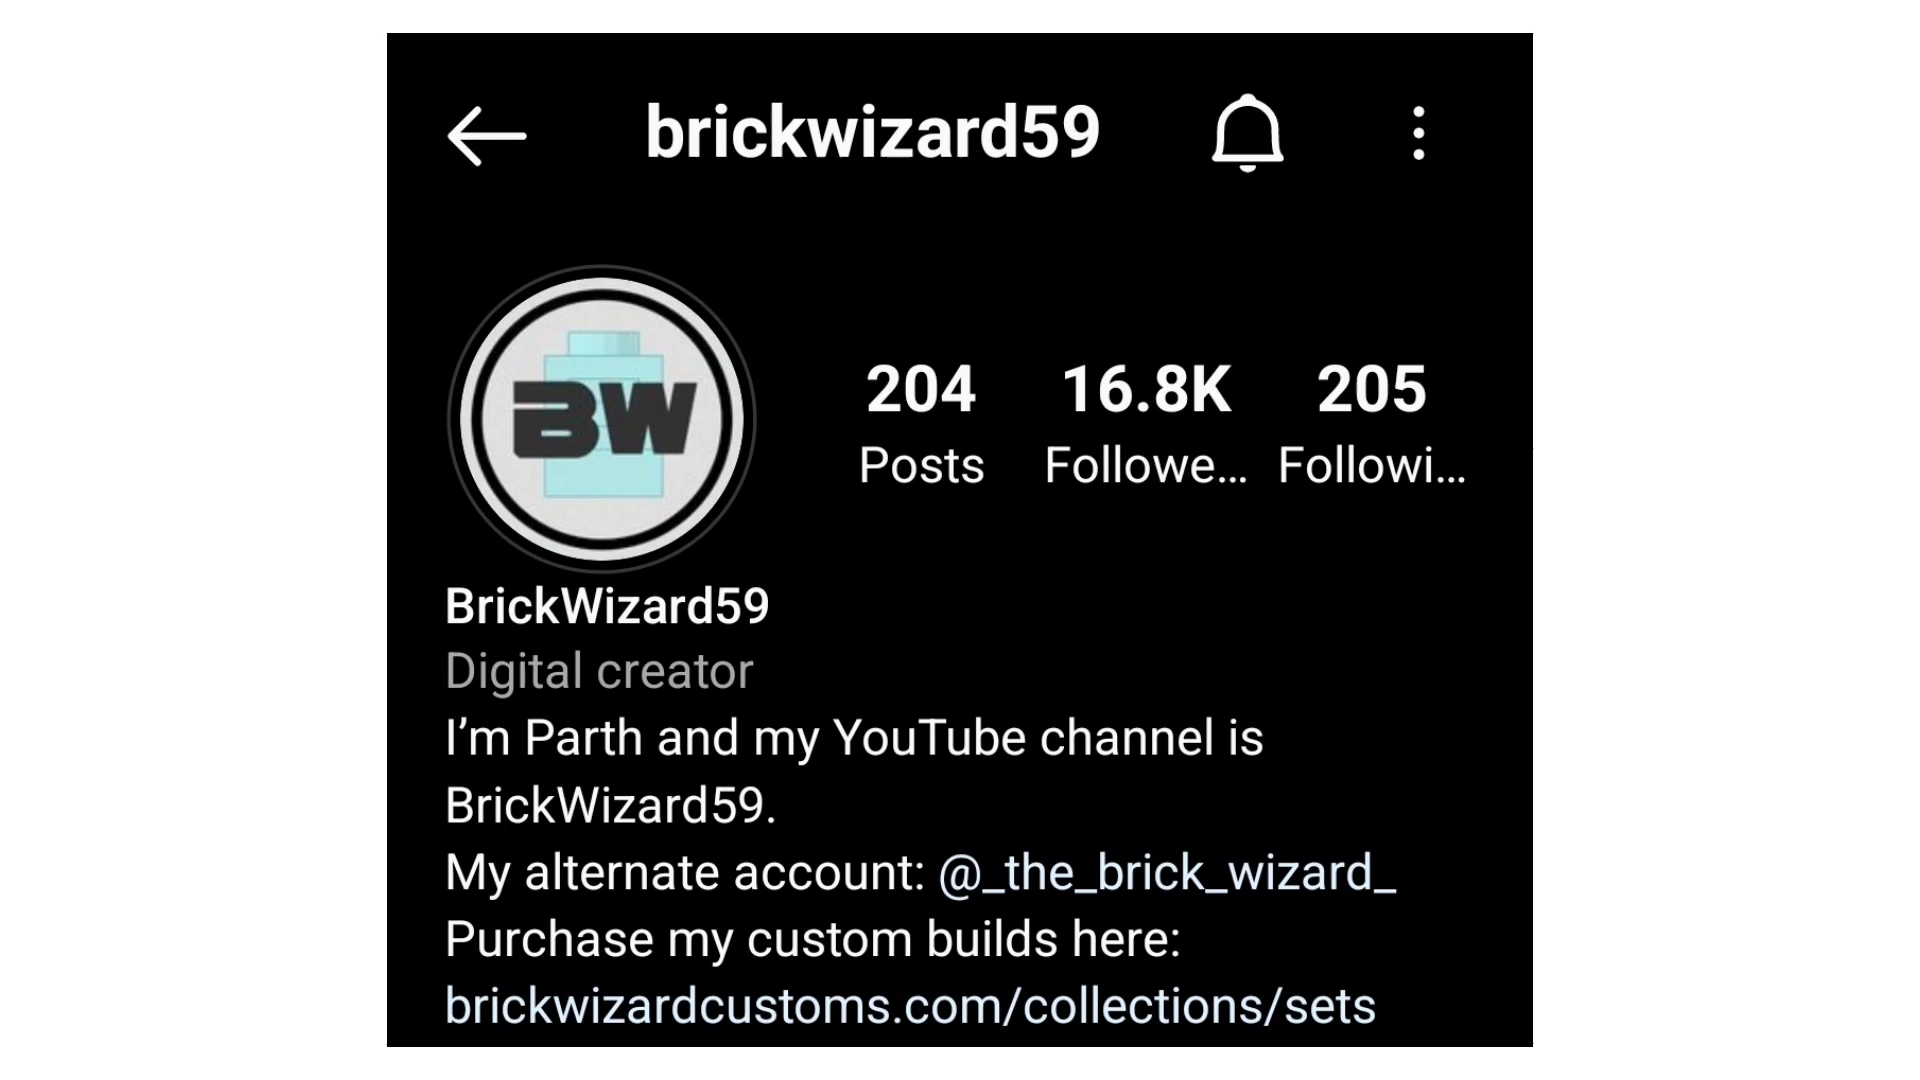 brickwizard59
BW
204 16.8K 205
Posts Followe... Followi...
BrickWizard59
Digital creator
I’m Parth and my YouTube channel is
BrickWizard59.
My alternate account: @_the_brick_wizard_
Purchase my custom builds here:
brickwizardcustoms.com/collections/sets